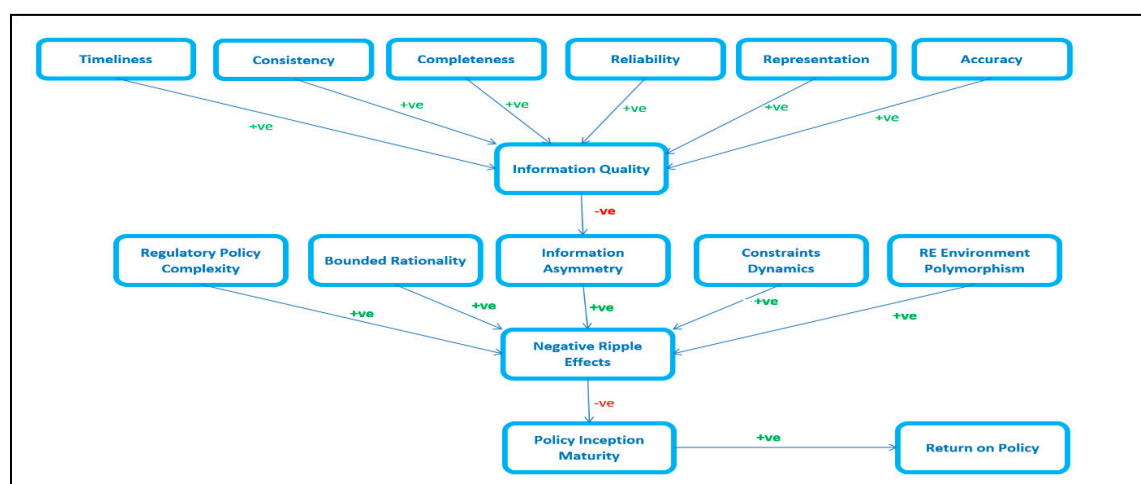 Timeliness
Consistency
Completeness
Reliability
Representation
Accuracy
+ve
+ve
+ve
+ve
+ve
+ve
Information Quality
-ve
Regulatory Policy
Complexity
Bounded Rationality
Information
Asymmetry
Constraints
Dynamics
RE Environment
Polymorphism
+ve
+ve
+ve
+ve
+ve
Negative Ripple
Effects
-ve
Policy Inception
Maturity
+ve
Return on Policy